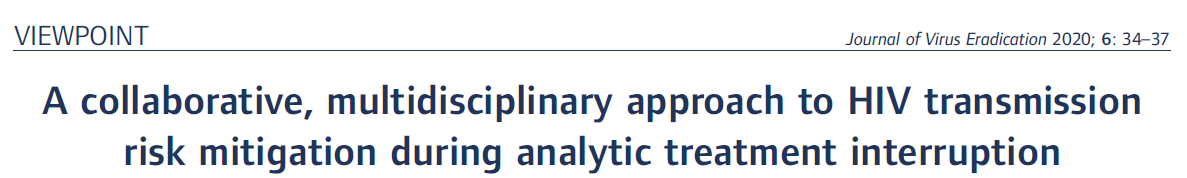 VIEWPOINT
Journal of Virus Eradication 2020; 6: 34–37
A collaborative, multidisciplinary approach to HIV transmission
risk mitigation during analytic treatment interruption